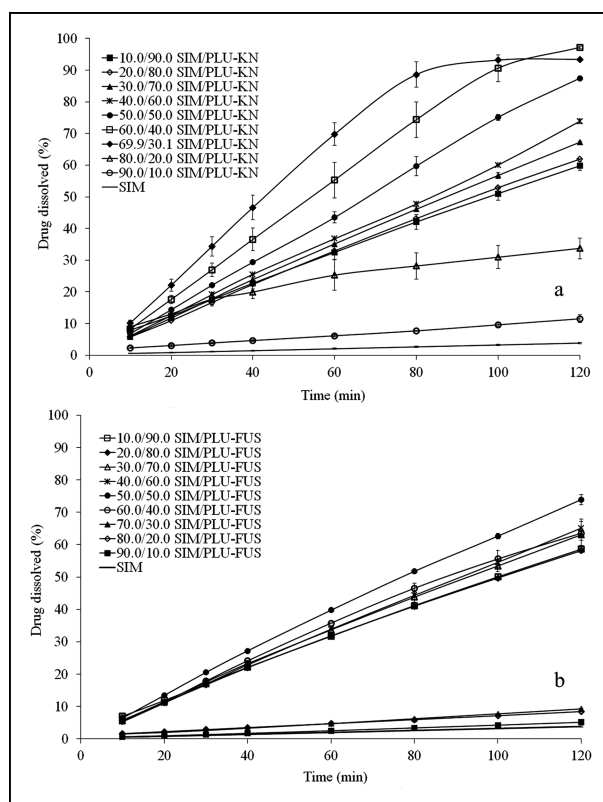 100
90
80
70
60
50
40
30
20
10
0
Drug dissolved (%)
10.0/90.0 SIM/PLU-KN
20.0/80.0 SIM/PLU-KN
30.0/70.0 SIM/PLU-KN
40.0/60.0 SIM/PLU-KN
50.0/50.0 SIM/PLU-KN
60.0/40.0 SIM/PLU-KN
69.9/30.1 SIM/PLU-KN
80.0/20.0 SIM/PLU-KN
90.0/10.0 SIM/PLU-KN
SIM
a
0 20 40 60 80 100 120
Time (min)
100
90
80
70
60
50
40
30
20
10
0
Drug dissolved (%)
10.0/90.0 SIM/PLU-FUS
20.0/80.0 SIM/PLU-FUS
30.0/70.0 SIM/PLU-FUS
40.0/60.0 SIM/PLU-FUS
50.0/50.0 SIM/PLU-FUS
60.0/40.0 SIM/PLU-FUS
70.0/30.0 SIM/PLU-FUS
80.0/20.0 SIM/PLU-FUS
90.0/10.0 SIM/PLU-FUS
SIM
b
0 20 40 60 80 100 120
Time (min)